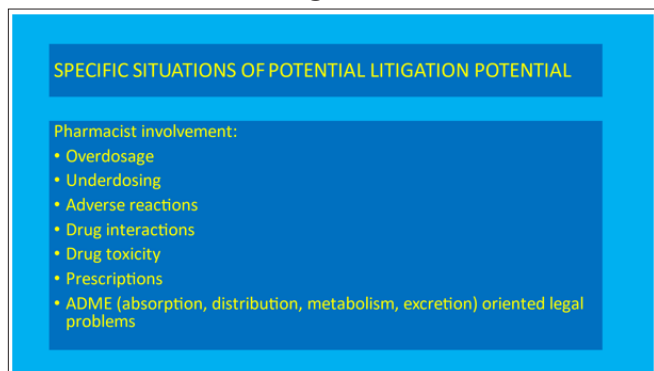 SPECIFIC SITUATIONS OF POTENTIAL LITIGATION POTENTIAL
Pharmacist involvement:
• Overdosage
• Underdosing
• Adverse reactions
• Drug interactions
• Drug toxicity
• Prescriptions
• ADME (absorption, distribution, metabolism, excretion) oriented legal
problems